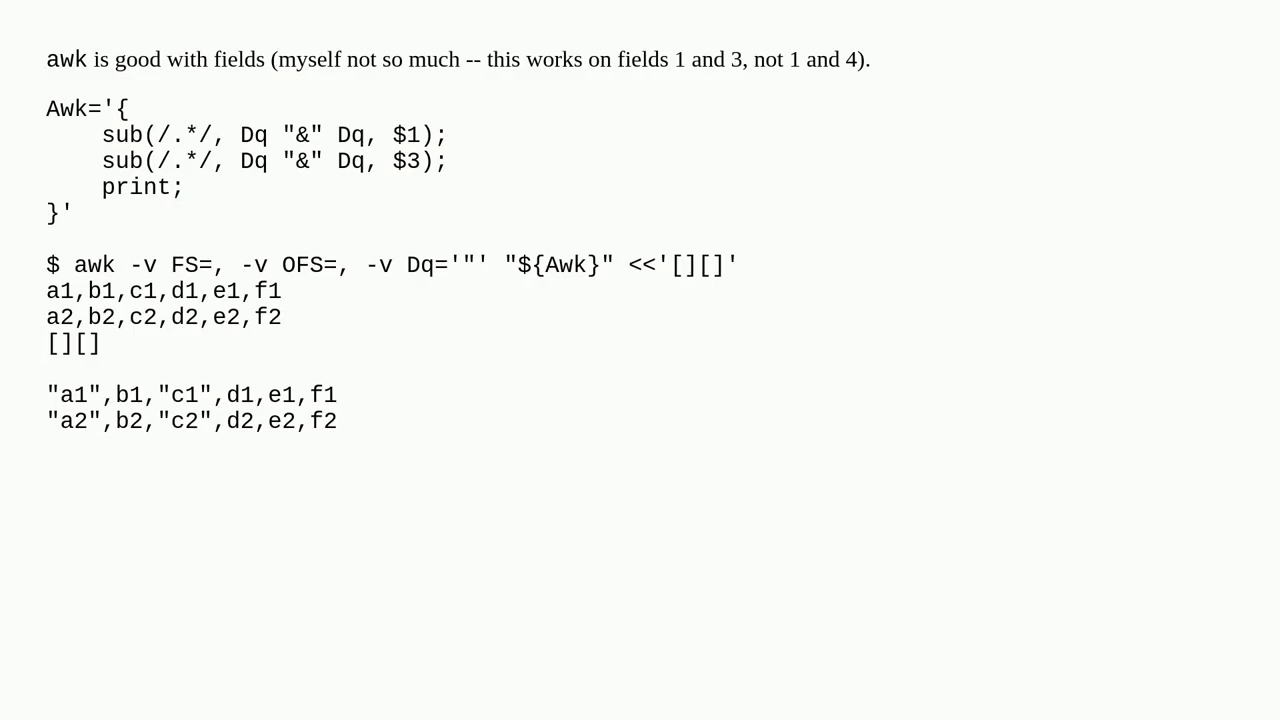 awk is good with fields (myself not so much -- this works on fields 1 and 3, not 1 and 4).
Awk='{
    sub(/.*/, Dq "&" Dq, $1);
    sub(/.*/, Dq "&" Dq, $3);
    print;
}'
$ awk -v FS=, -v OFS=, -v Dq='"' "${Awk}" <<'[][]'
a1,b1,c1,d1,e1,f1
a2,b2,c2,d2,e2,f2
[][]
"a1",b1,"c1",d1,e1,f1
"a2",b2,"c2",d2,e2,f2